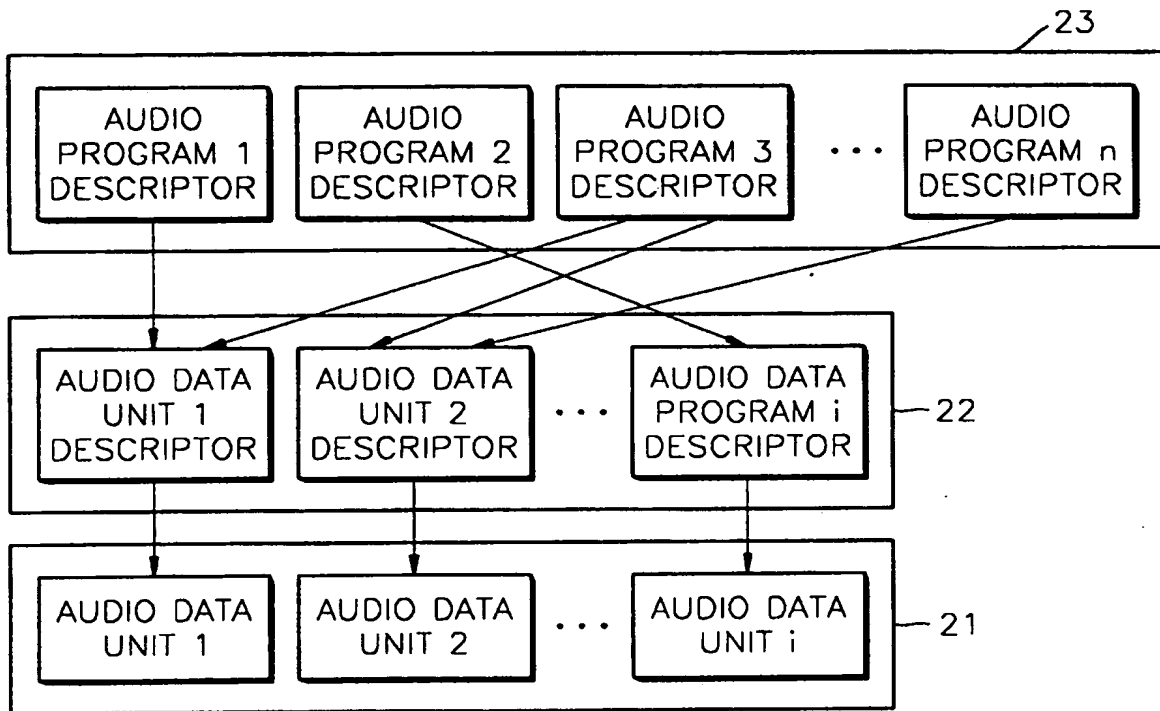 23
AUDIO
PROGRAM 1
DESCRIPTOR
AUDIO
PROGRAM 2
DESCRIPTOR
AUDIO
PROGRAM 3
DESCRIPTOR
...
AUDIO
PROGRAM n
DESCRIPTOR
AUDIO DATA
UNIT 1
DESCRIPTOR
AUDIO DATA
UNIT 2
DESCRIPTOR
...
AUDIO DATA
PROGRAM i
DESCRIPTOR
22
AUDIO DATA
UNIT 1
AUDIO DATA
UNIT 2
...
AUDIO DATA
UNIT i
21